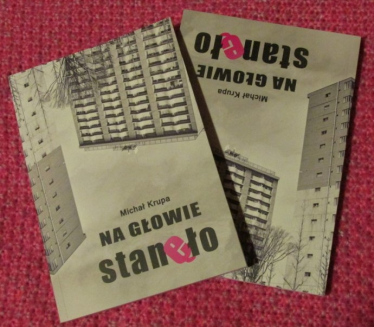 Michał Krupa
NA GŁOWIE
stanęło
Michał Krupa
NA GŁOWIE
stanęło